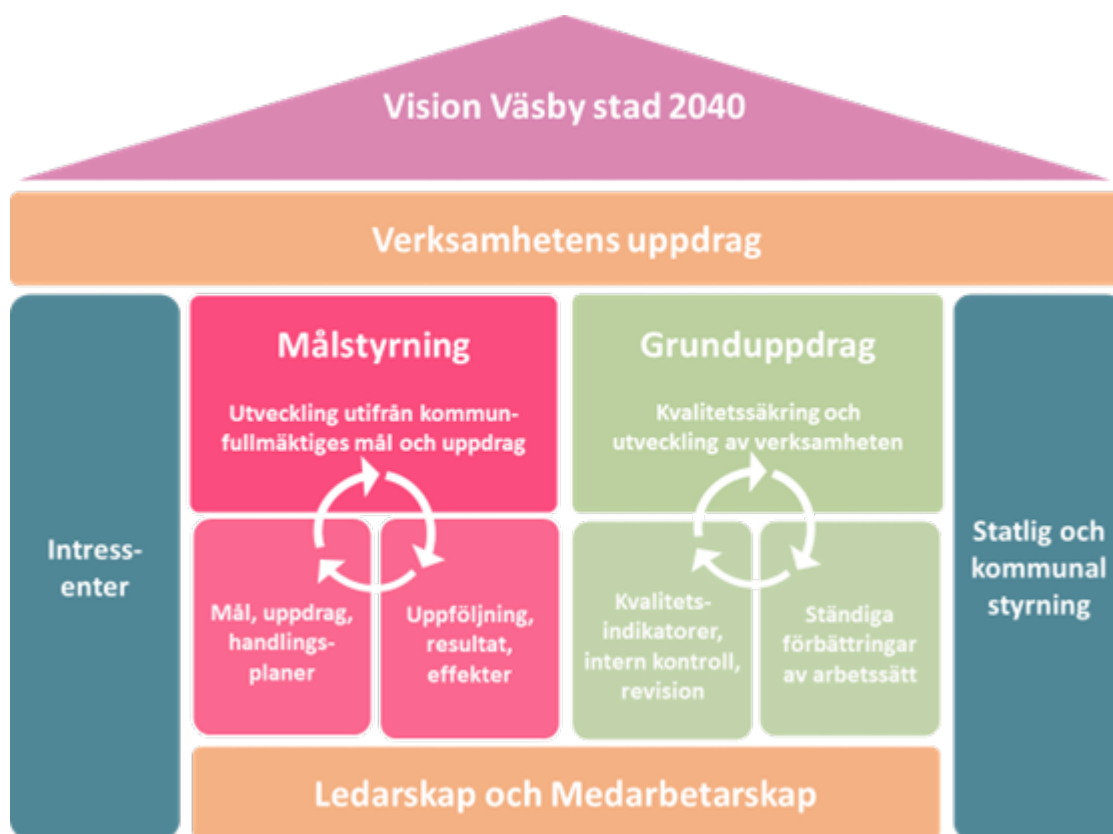 Vision Väsby stad 2040
Verksamhetens uppdrag
Intress-
enter
Målstyrning
Utveckling utifrån kommun-
fullmäktiges mål och uppdrag
Mål, uppdrag,
handlings-
planer
Uppföljning,
resultat,
effekter
Grunduppdrag
Kvalitetssäkring och
utveckling av verksamheten
Kvalitets-
indikatorer,
intern kontroll,
revision
Ständiga
förbättringar
av arbetssätt
Statlig och
kommunal
styrning
Ledarskap och Medarbetarskap